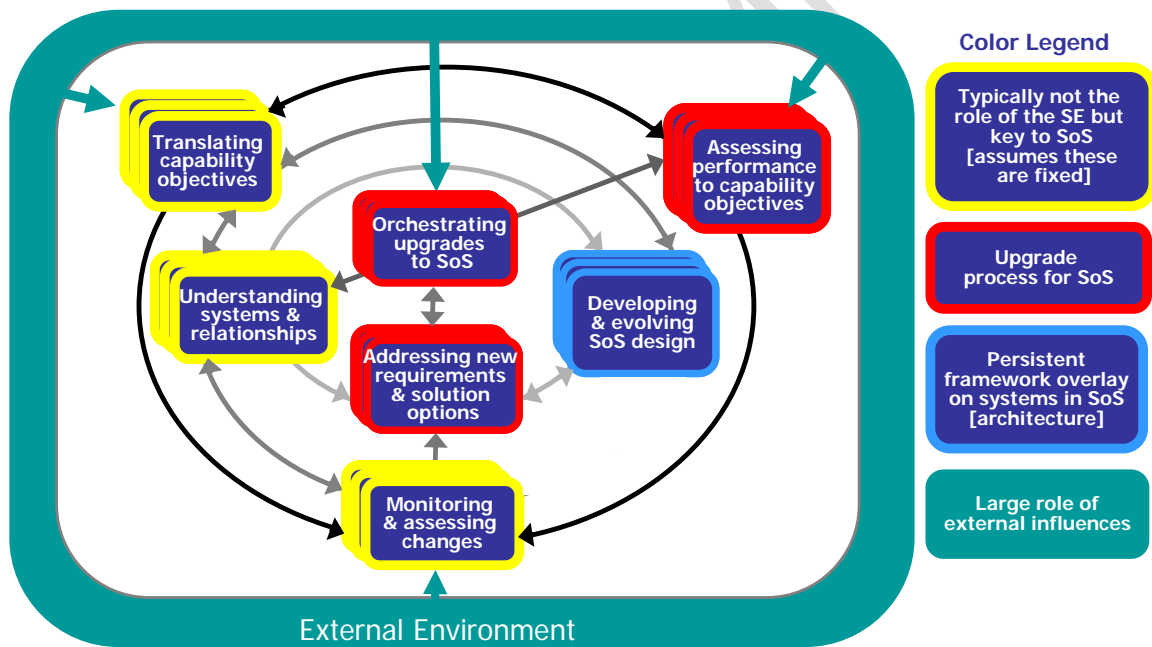 Color Legend
Translating
capability
objectives
Assessing
performance
to capability
objectives
Orchestrating
upgrades
to SoS
Understanding
systems &
relationships
Developing
& evolving
SoS design
Addressing new
requirements
& solution
options
Monitoring
& assessing
changes
External Environment
Typically not the
role of the SE but
key to SoS
[assumes these
are fixed]
Upgrade
process for SoS
Persistent
framework overlay
on systems in SoS
[architecture]
Large role of
external influences